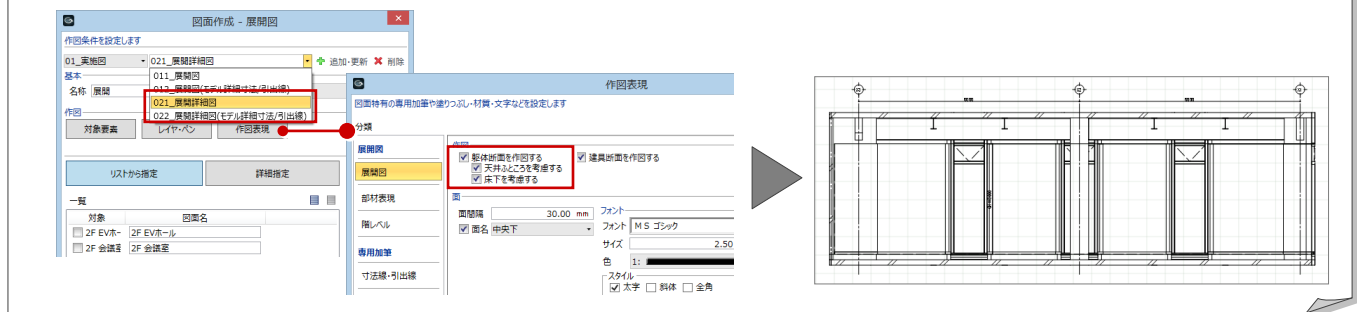 図面作成 - 展開図
作図条件を設定します
01_実施図
021_展開詳細図
追加・更新
削除
基本
011_展開図
012_展開図(モデル詳細寸法/引出線)
021_展開詳細図
022_展開詳細図(モデル詳細寸法/引出線)
名称 展開
作図
対象要素
レイヤ・ペン
作図表現
リストから指定
詳細指定
一覧
対象
図面名
2F EVホｰ
2F EVホール
2F 会議室
2F 会議室
作図表現
図面特有の専用加筆や塗りつぶし・材質・文字などを設定します
分類
展開図
展開図
部材表現
階レベル
専用加筆
寸法線・引出線
作図
躯体断面を作図する
建具断面を作図する
天井ふところを考慮する
床下を考慮する
面
面間隔 30.00 mm
面名 中央下
フォント
フォント MS ゴシック
サイズ 2.50
色 1:
スタイル
太字 斜体 全角